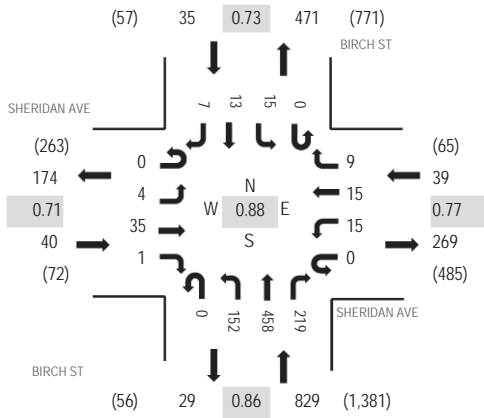 (57) 35 0.73 471 (771)
BIRCH ST
SHERIDAN AVE
7 13 15 0
(263) (65)
0 9
174 39
4 N 15
0.71 W 0.88 E 0.77
35 S 15
40 269
1 0
(72) (485)
0 152 458 219
SHERIDAN AVE
BIRCH ST
(56) 29 0.86 829 (1,381)